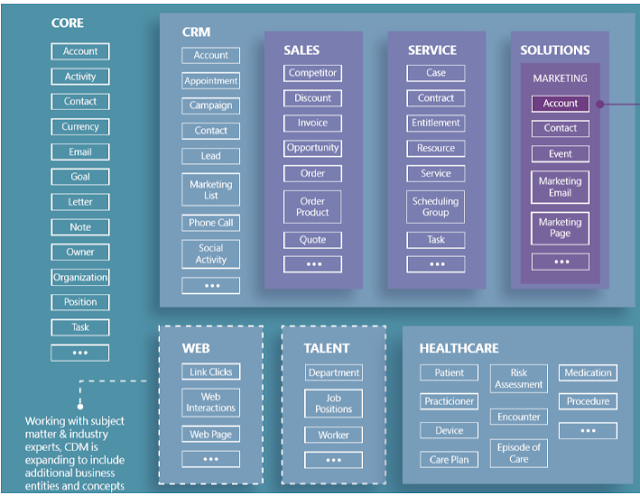 CORE
Account
Activity
Contact
Currency
Email
Goal
Letter
Note
Owner
Organization
Position
Task
•••
CRM
Account
Appointment
Campaign
Contact
Lead
Marketing
List
Phone Call
Social
Activity
•••
SALES
Competitor
Discount
Invoice
Opportunity
Order
Order
Product
Quote
•••
SERVICE
Case
Contract
Entitlement
Resource
Service
Scheduling
Group
Task
•••
SOLUTIONS
MARKETING
Account
Contact
Event
Marketing
Email
Marketing
Page
•••
WEB
Link Clicks
Web
Interactions
Web Page
•••
TALENT
Department
Job
Positions
Worker
•••
HEALTHCARE
Patient
Practicioner
Device
Care Plan
Risk
Assessment
Encounter
Episode of
Care
Medication
Procedure
•••
Working with subject
matter & industry
experts, CDM is
expanding to include
additional business
entities and concepts